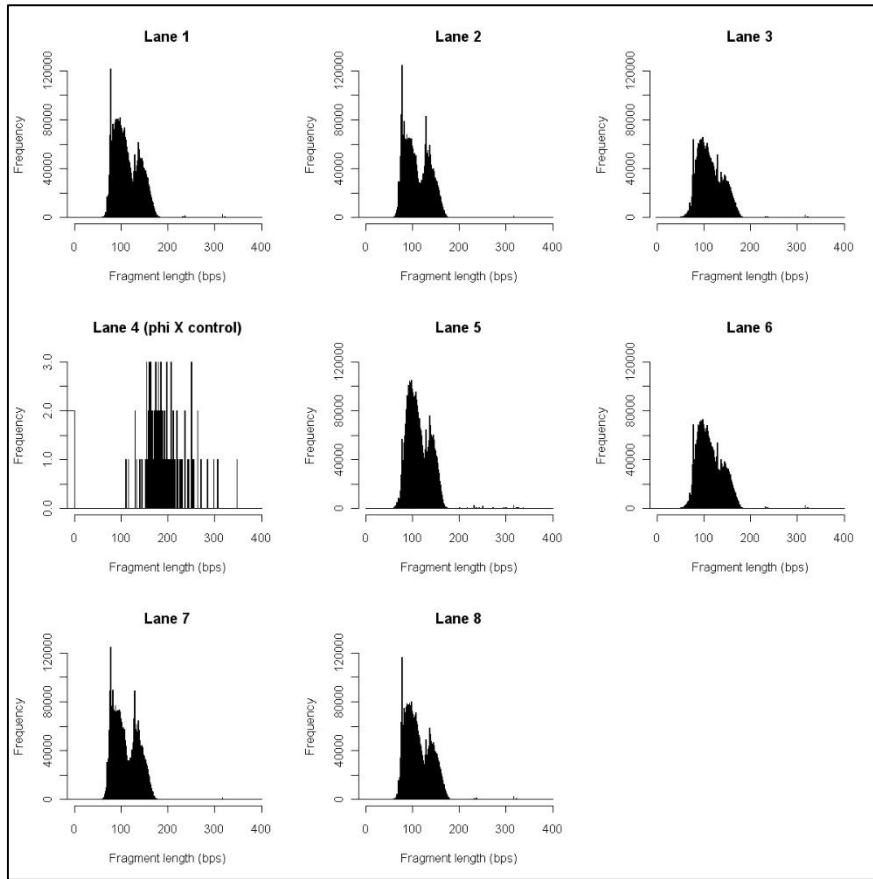 Lane 1
Lane 2
Lane 3
Frequency
0 40000 80000 120000
0 100 200 300 400
Fragment length (bps)
Frequency
0 40000 80000 120000
0 100 200 300 400
Fragment length (bps)
Frequency
0 40000 80000 120000
0 100 200 300 400
Fragment length (bps)
Lane 4 (phi X control)
Lane 5
Lane 6
Frequency
0.0 1.0 2.0 3.0
0 100 200 300 400
Fragment length (bps)
Frequency
0 40000 80000 120000
0 100 200 300 400
Fragment length (bps)
Frequency
0 40000 80000 120000
0 100 200 300 400
Fragment length (bps)
Lane 7
Lane 8
Frequency
0 40000 80000 120000
0 100 200 300 400
Fragment length (bps)
Frequency
0 40000 80000 120000
0 100 200 300 400
Fragment length (bps)